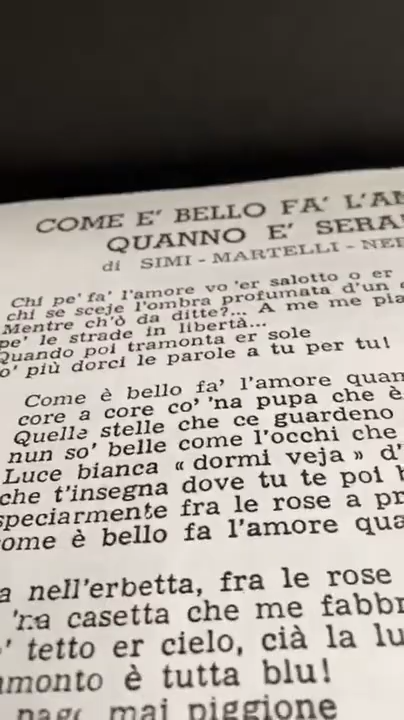 COME E' BELLO FA' L'AM
QUANNO E' SERA
di SIMI - MARTELLI - NER
Chi pe' fa' l'amore vo 'er salotto o er
chi se sceje l'ombra profumata d'un
Mentre ch'ò da ditte?... A me me pia
pe' le strade in libertà...
Quando poi tramonta er sole
o' più dorci le parole a tu per tu!
Come è bello fa' l'amore quan
core a core co' 'na pupa che è
Quelle stelle che ce guardeno
nun so' belle come l'occhi che
Luce bianca « dormi veja » d'
che t'insegna dove tu te poi b
speciarmente fra le rose a pr
ome è bello fa l'amore qua
a nell'erbetta, fra le rose
'na casetta che me fabbr
' tetto er cielo, cià la lu
amonto è tutta blu!
mai piggione